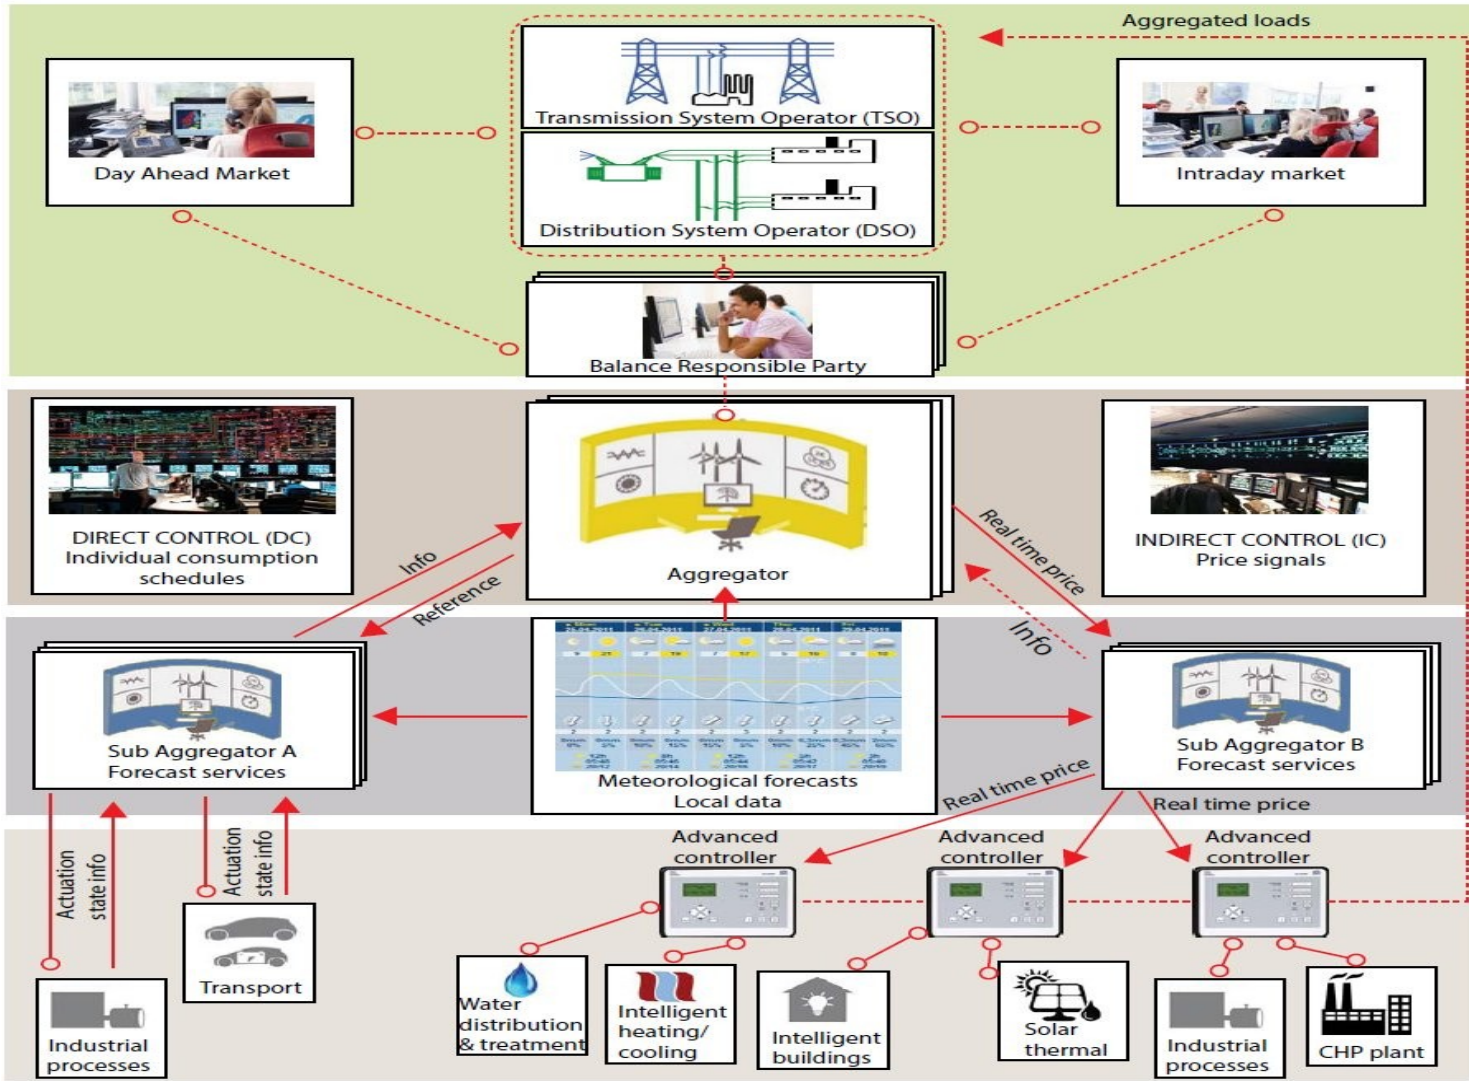 Aggregated loads
Transmission System Operator (TSO)
Day Ahead Market
Intraday market
Distribution System Operator (DSO)
Balance Responsible Party
DIRECT CONTROL (DC)
Individual consumption
schedules
Info
Reference
Aggregator
Real time price
Info
INDIRECT CONTROL (IC)
Price signals
Sub Aggregator A
Forecast services
Meteorological forecasts
Local data
Sub Aggregator B
Forecast services
Real time price
Real time price
Actuation
state info
Actuation
state info
Advanced
controller
Advanced
controller
Advanced
controller
Industrial
processes
Transport
Water
distribution
& treatment
Intelligent
heating/
cooling
Intelligent
buildings
Solar
thermal
Industrial
processes
CHP plant